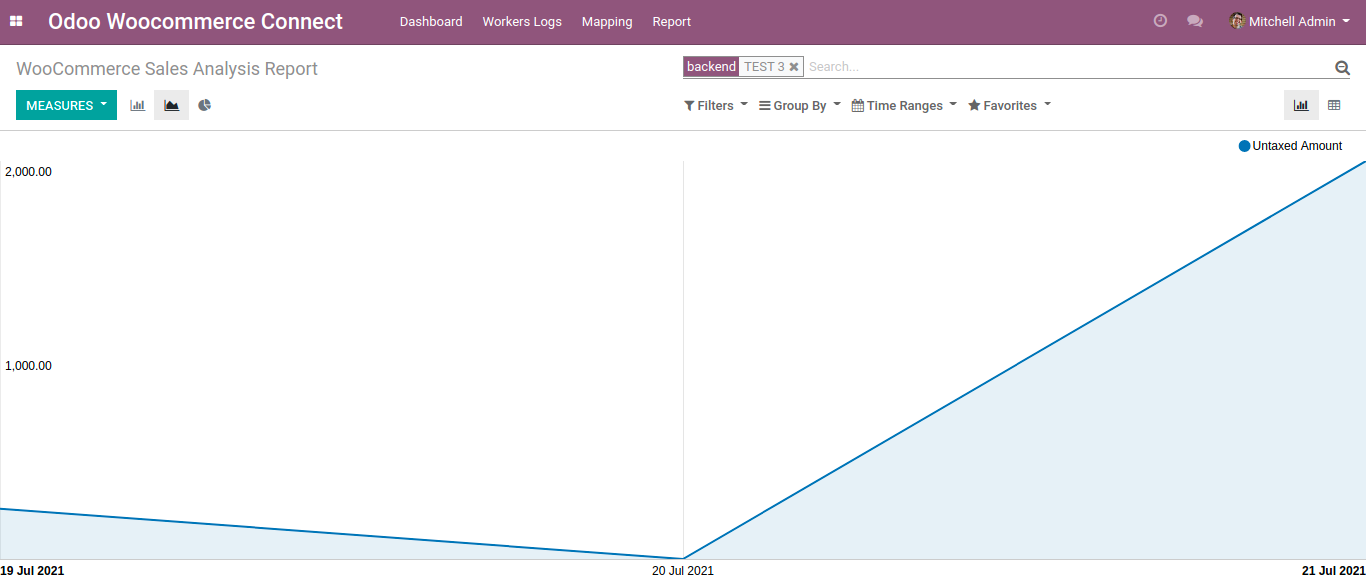 Odoo Woocommerce Connect Dashboard Workers Logs Mapping Report Mitchell Admin
WooCommerce Sales Analysis Report backend TEST 3 Search...
MEASURES Filters Group By Time Ranges Favorites
Untaxed Amount
2,000.00
1,000.00
19 Jul 2021 20 Jul 2021 21 Jul 2021